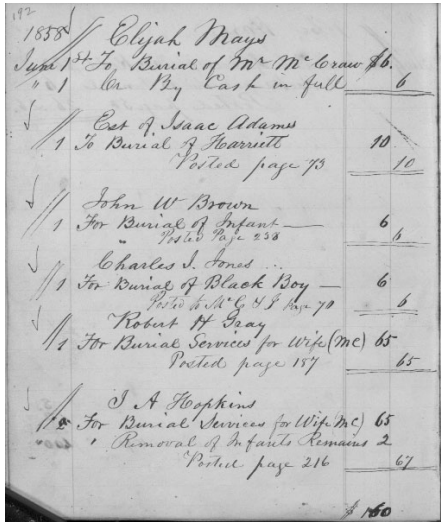 192
1858 Elijah Mays
June 1st To Burial of Mr McCraw $6.
" 1 Cr By Cash in full 6
Est of Isaac Adams
1 To Burial of Harriett 10
Posted page 73 10
John W Brown
1 For Burial of Infant — 6
" Posted Page 238 6
Charles I. Jones
1 For Burial of Black Boy — 6
Posted to Mc & J Page 70 6
Robert H Gray
1 For Burial Services for Wife (MC) 65
Posted page 187 65
J A Hopkins
2 For Burial Services for Wife MC) 65
" Removal of Infants Remains 2
Posted page 216 67
$ 160